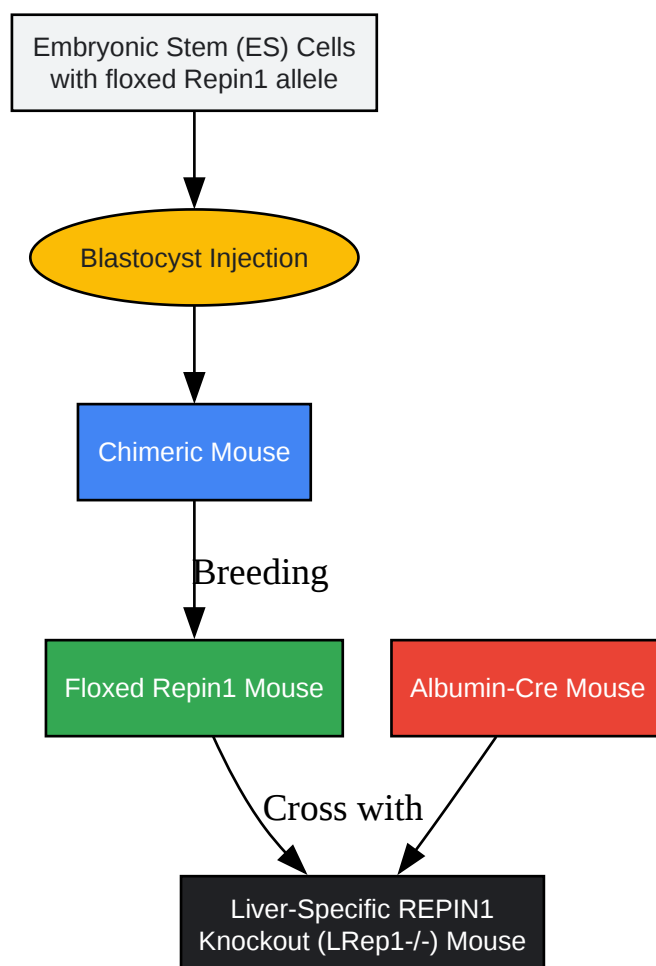 Embryonic Stem (ES) Cells
with floxed Repin1 allele
Blastocyst Injection
Chimeric Mouse
Breeding
Floxed Repin1 Mouse
Albumin-Cre Mouse
Cross with
Liver-Specific REPIN1
Knockout (LRep1-/-) Mouse